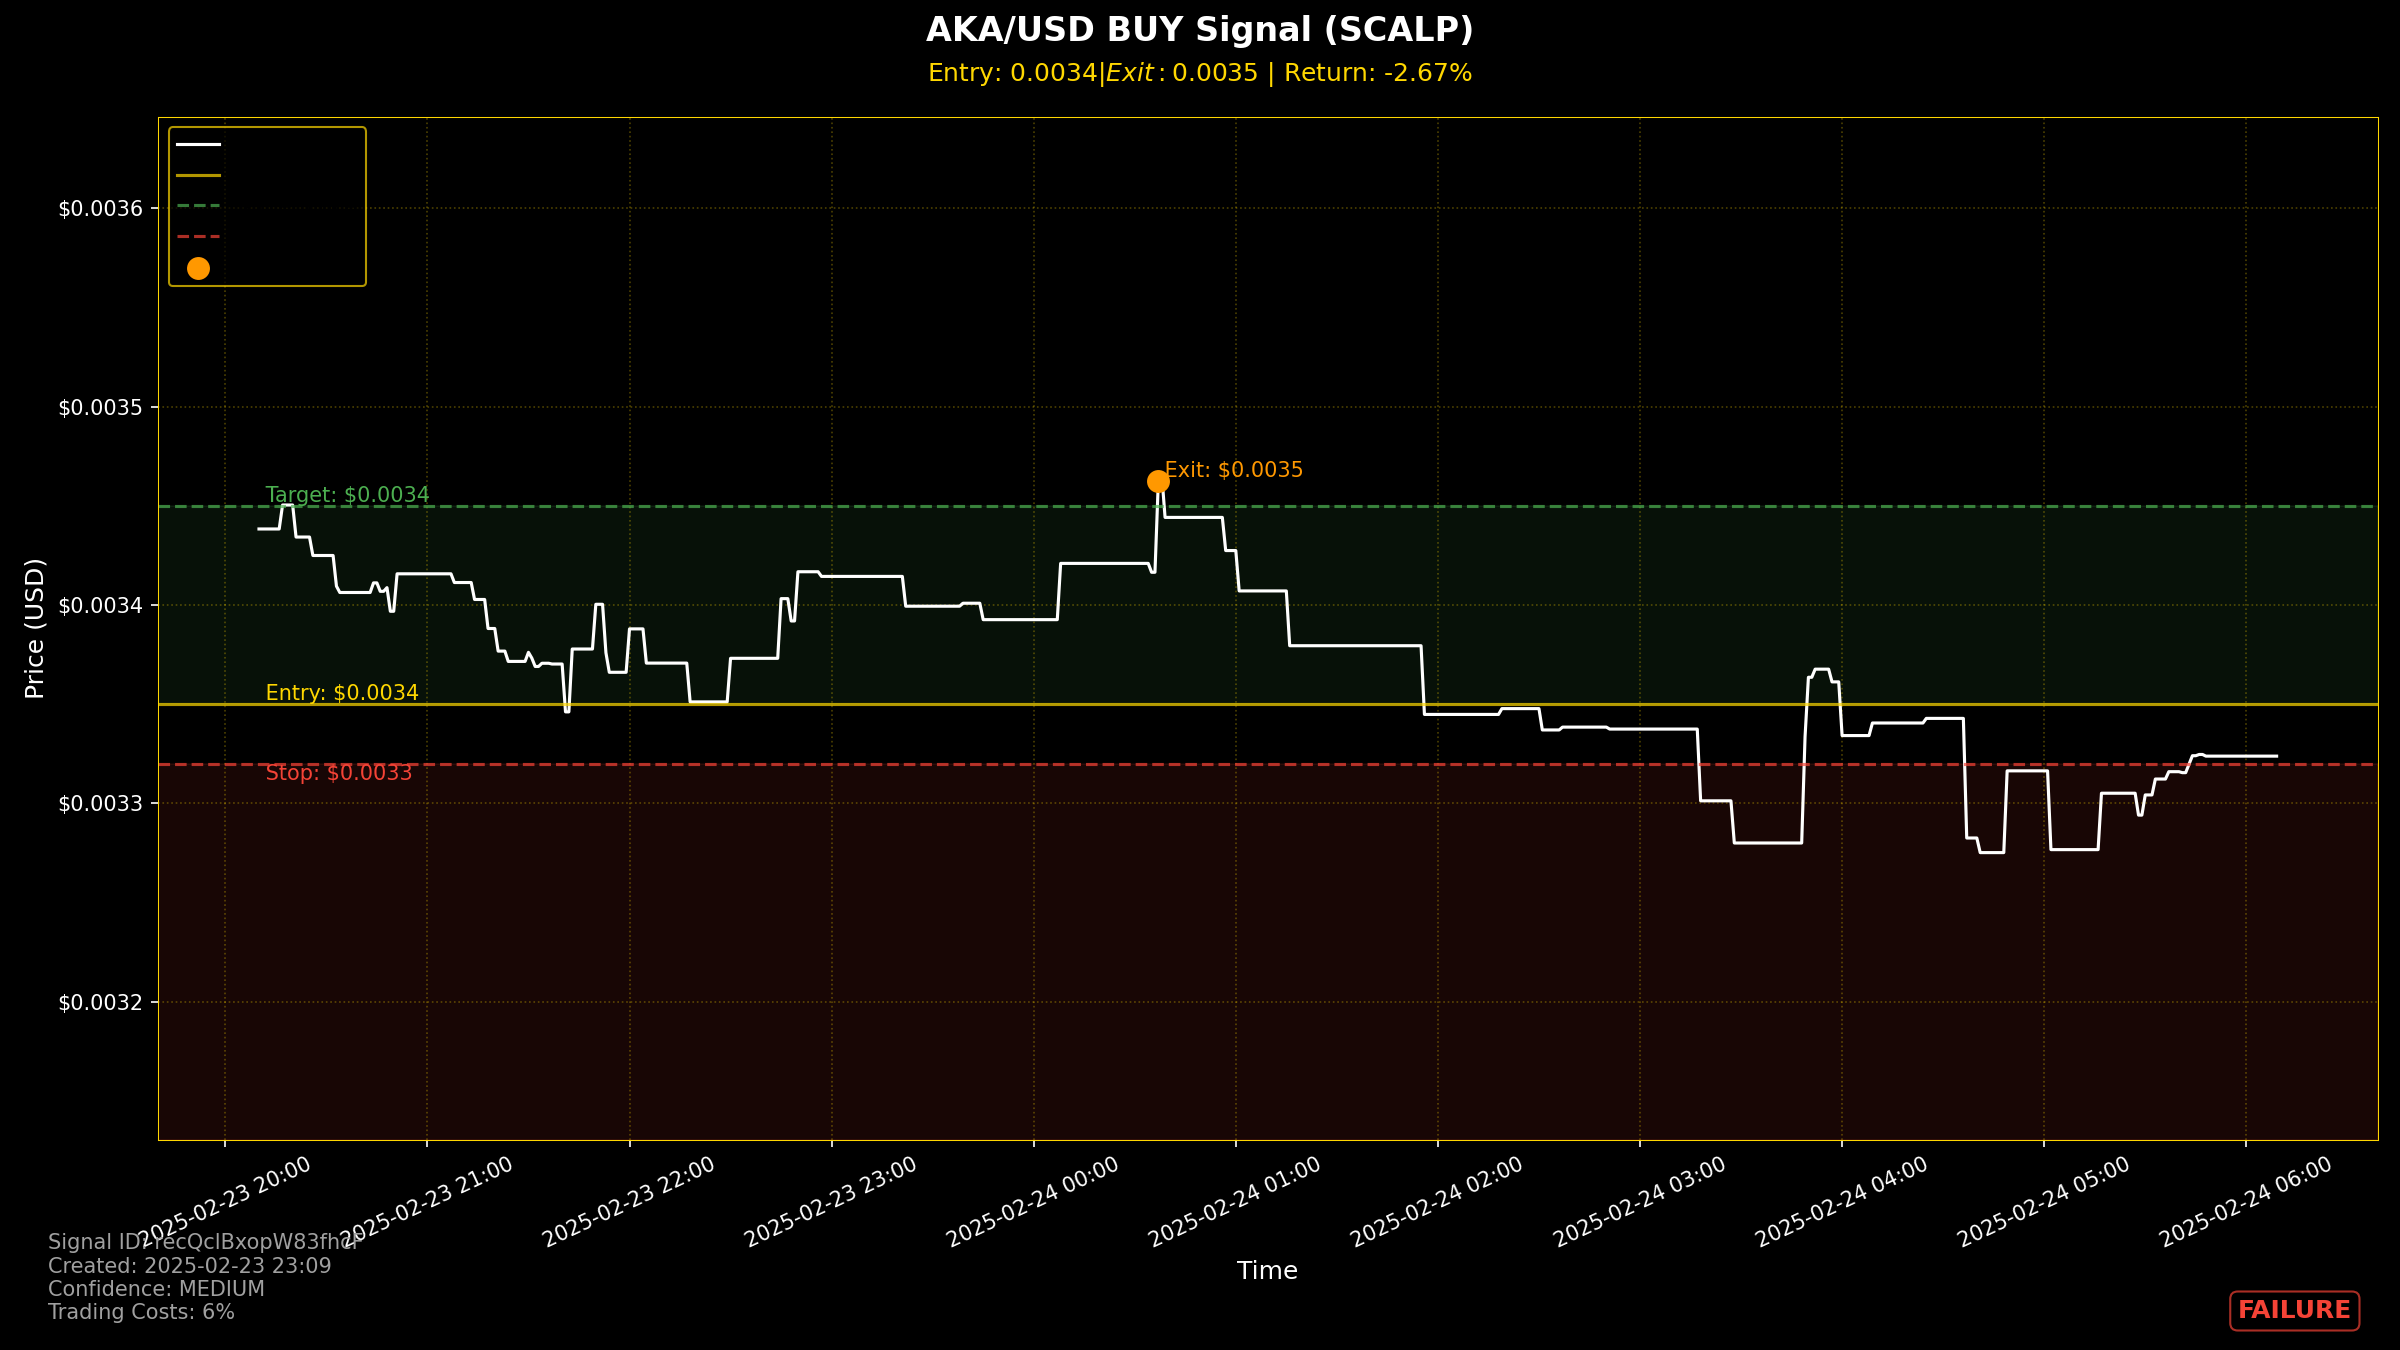 AKA/USD BUY Signal (SCALP)
Entry: 0.0034|Exit: 0.0035 | Return: -2.67%
$0.0036
$0.0035
$0.0034
$0.0033
$0.0032
Price (USD)
Exit: $0.0035
Target: $0.0034
Entry: $0.0034
Stop: $0.0033
2025-02-23 20:00
2025-02-23 21:00
2025-02-23 22:00
2025-02-23 23:00
2025-02-24 00:00
2025-02-24 01:00
2025-02-24 02:00
2025-02-24 03:00
2025-02-24 04:00
2025-02-24 05:00
2025-02-24 06:00
Time
Signal ID:
Created: 2025-02-23 23:09
Confidence: MEDIUM
Trading Costs: 6%
FAILURE